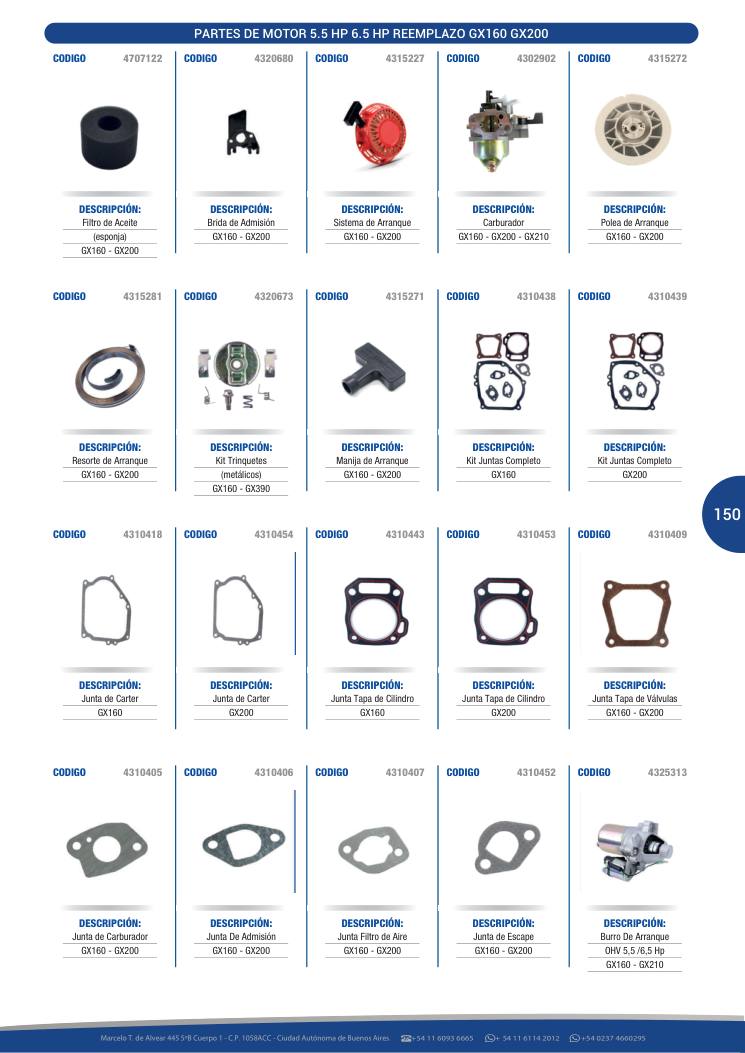 PARTES DE MOTOR 5.5 HP 6.5 HP REEMPLAZO GX160 GX200
CODIGO 4707122
DESCRIPCIÓN:
Filtro de Aceite
(esponja)
GX160 - GX200
CODIGO 4320680
DESCRIPCIÓN:
Brida de Admisión
GX160 - GX200
CODIGO 4315227
DESCRIPCIÓN:
Sistema de Arranque
GX160 - GX200
CODIGO 4302902
DESCRIPCIÓN:
Carburador
GX160 - GX200 - GX210
CODIGO 4315272
DESCRIPCIÓN:
Polea de Arranque
GX160 - GX200
CODIGO 4315281
DESCRIPCIÓN:
Resorte de Arranque
GX160 - GX200
CODIGO 4320673
DESCRIPCIÓN:
Kit Trinquetes
(metálicos)
GX160 - GX390
CODIGO 4315271
DESCRIPCIÓN:
Manija de Arranque
GX160 - GX200
CODIGO 4310438
DESCRIPCIÓN:
Kit Juntas Completo
GX160
CODIGO 4310439
DESCRIPCIÓN:
Kit Juntas Completo
GX200
150
CODIGO 4310418
DESCRIPCIÓN:
Junta de Carter
GX160
CODIGO 4310454
DESCRIPCIÓN:
Junta de Carter
GX200
CODIGO 4310443
DESCRIPCIÓN:
Junta Tapa de Cilindro
GX160
CODIGO 4310453
DESCRIPCIÓN:
Junta Tapa de Cilindro
GX200
CODIGO 4310409
DESCRIPCIÓN:
Junta Tapa de Válvulas
GX160 - GX200
CODIGO 4310405
DESCRIPCIÓN:
Junta de Carburador
GX160 - GX200
CODIGO 4310406
DESCRIPCIÓN:
Junta De Admisión
GX160 - GX200
CODIGO 4310407
DESCRIPCIÓN:
Junta Filtro de Aire
GX160 - GX200
CODIGO 4310452
DESCRIPCIÓN:
Junta de Escape
GX160 - GX200
CODIGO 4325313
DESCRIPCIÓN:
Burro De Arranque
OHV 5,5 /6,5 Hp
GX160 - GX210
Marcelo T. de Alvear 445 5ºB Cuerpo 1 - C.P. 1058ACC - Ciudad Autónoma de Buenos Aires. +54 11 6093 6665 + 54 11 6114 2012 +54 0237 4660295